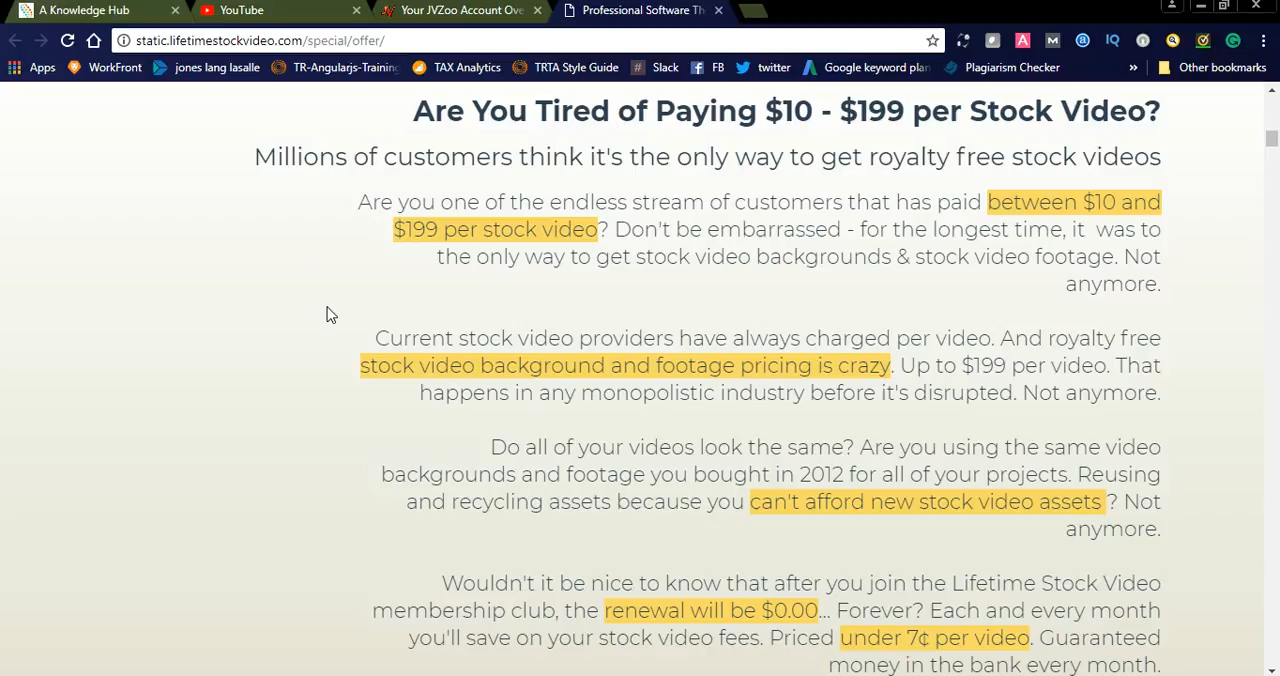 A Knowledge Hub
YouTube
Your JVZoo Account Ove
Professional Software Th
static.lifetimestockvideo.com/special/offer/
Apps WorkFront jones lang lasalle TR-Angularjs-Training TAX Analytics TRTA Style Guide Slack FB twitter Google keyword plan Plagiarism Checker » Other bookmarks
Are You Tired of Paying $10 - $199 per Stock Video?
Millions of customers think it's the only way to get royalty free stock videos
Are you one of the endless stream of customers that has paid between $10 and
$199 per stock video? Don't be embarrassed - for the longest time, it was to
the only way to get stock video backgrounds & stock video footage. Not
anymore.
Current stock video providers have always charged per video. And royalty free
stock video background and footage pricing is crazy. Up to $199 per video. That
happens in any monopolistic industry before it's disrupted. Not anymore.
Do all of your videos look the same? Are you using the same video
backgrounds and footage you bought in 2012 for all of your projects. Reusing
and recycling assets because you can't afford new stock video assets ? Not
anymore.
Wouldn't it be nice to know that after you join the Lifetime Stock Video
membership club, the renewal will be $0.00... Forever? Each and every month
you'll save on your stock video fees. Priced under 7¢ per video. Guaranteed
money in the bank every month.